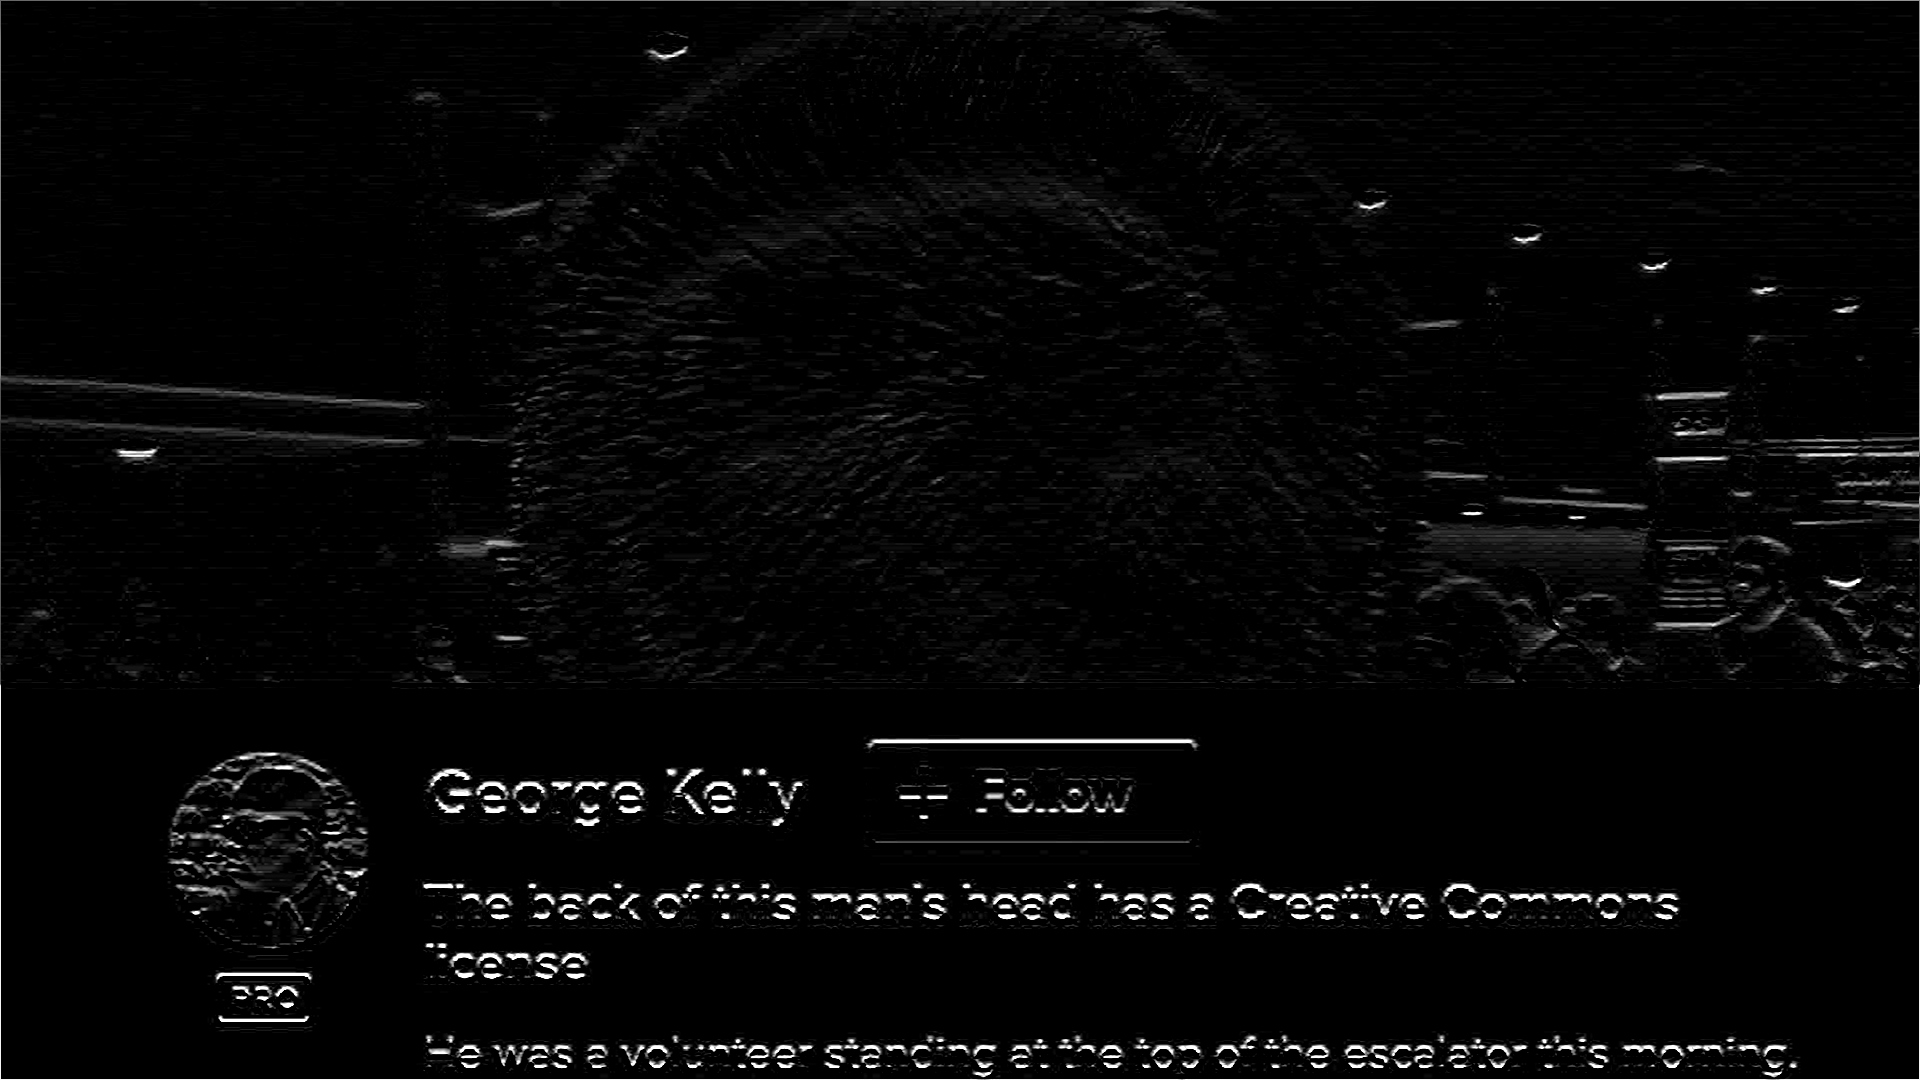 George Kelly
+ Follow
The back of this man's head has a Creative Commons
license
PRO
He was a volunteer standing at the top of the escalator this morning.